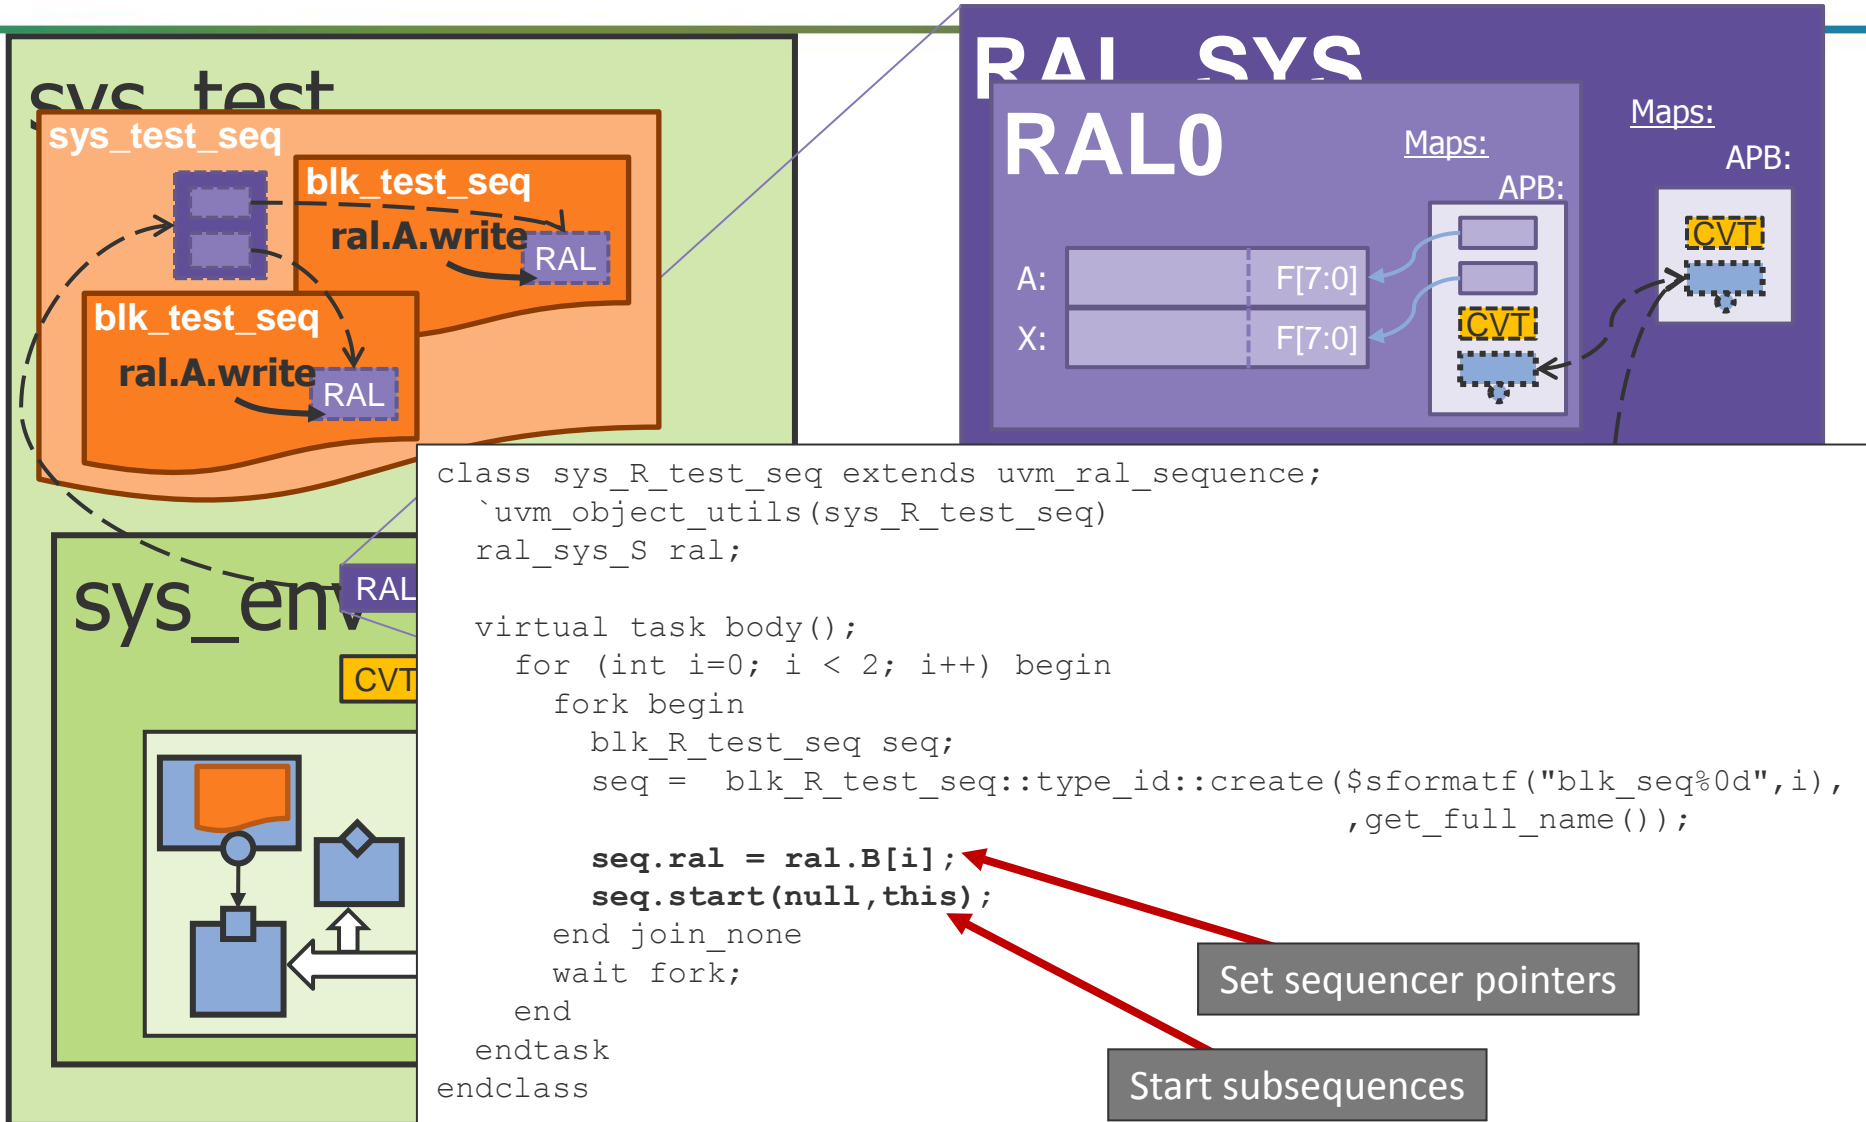 sys_test
sys_test_seq
blk_test_seq
ral.A.write
RAL
blk_test_seq
ral.A.write
RAL
RAL_SYS
RAL0
Maps:
APB:
Maps:
APB:
CVT
A:
F[7:0]
X:
F[7:0]
CVT
sys_env
RAL
CVT
class sys_R_test_seq extends uvm_ral_sequence;
`uvm_object_utils(sys_R_test_seq)
ral_sys_S ral;
virtual task body();
for (int i=0; i < 2; i++) begin
fork begin
blk_R_test_seq seq;
seq =  blk_R_test_seq::type_id::create($sformatf("blk_seq%0d",i),
,get_full_name());
seq.ral = ral.B[i];
seq.start(null,this);
end join_none
wait fork;
end
endtask
endclass
Set sequencer pointers
Start subsequences